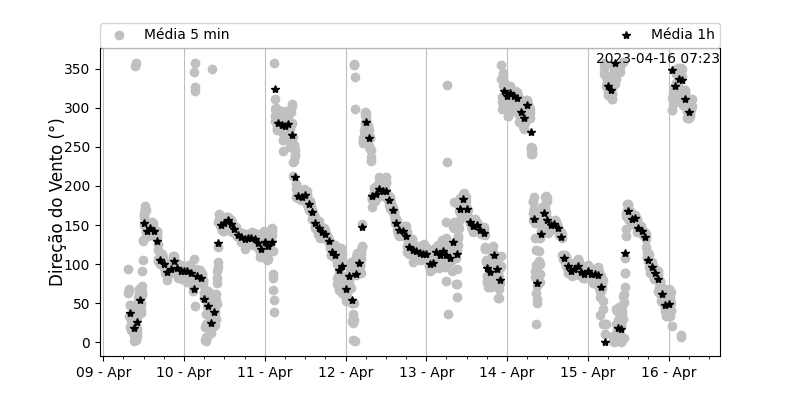 Média 5 min
Média 1h
2023-04-16 07:23
Direção do Vento (°)
350
300
250
200
150
100
50
0
09 - Apr
10 - Apr
11 - Apr
12 - Apr
13 - Apr
14 - Apr
15 - Apr
16 - Apr